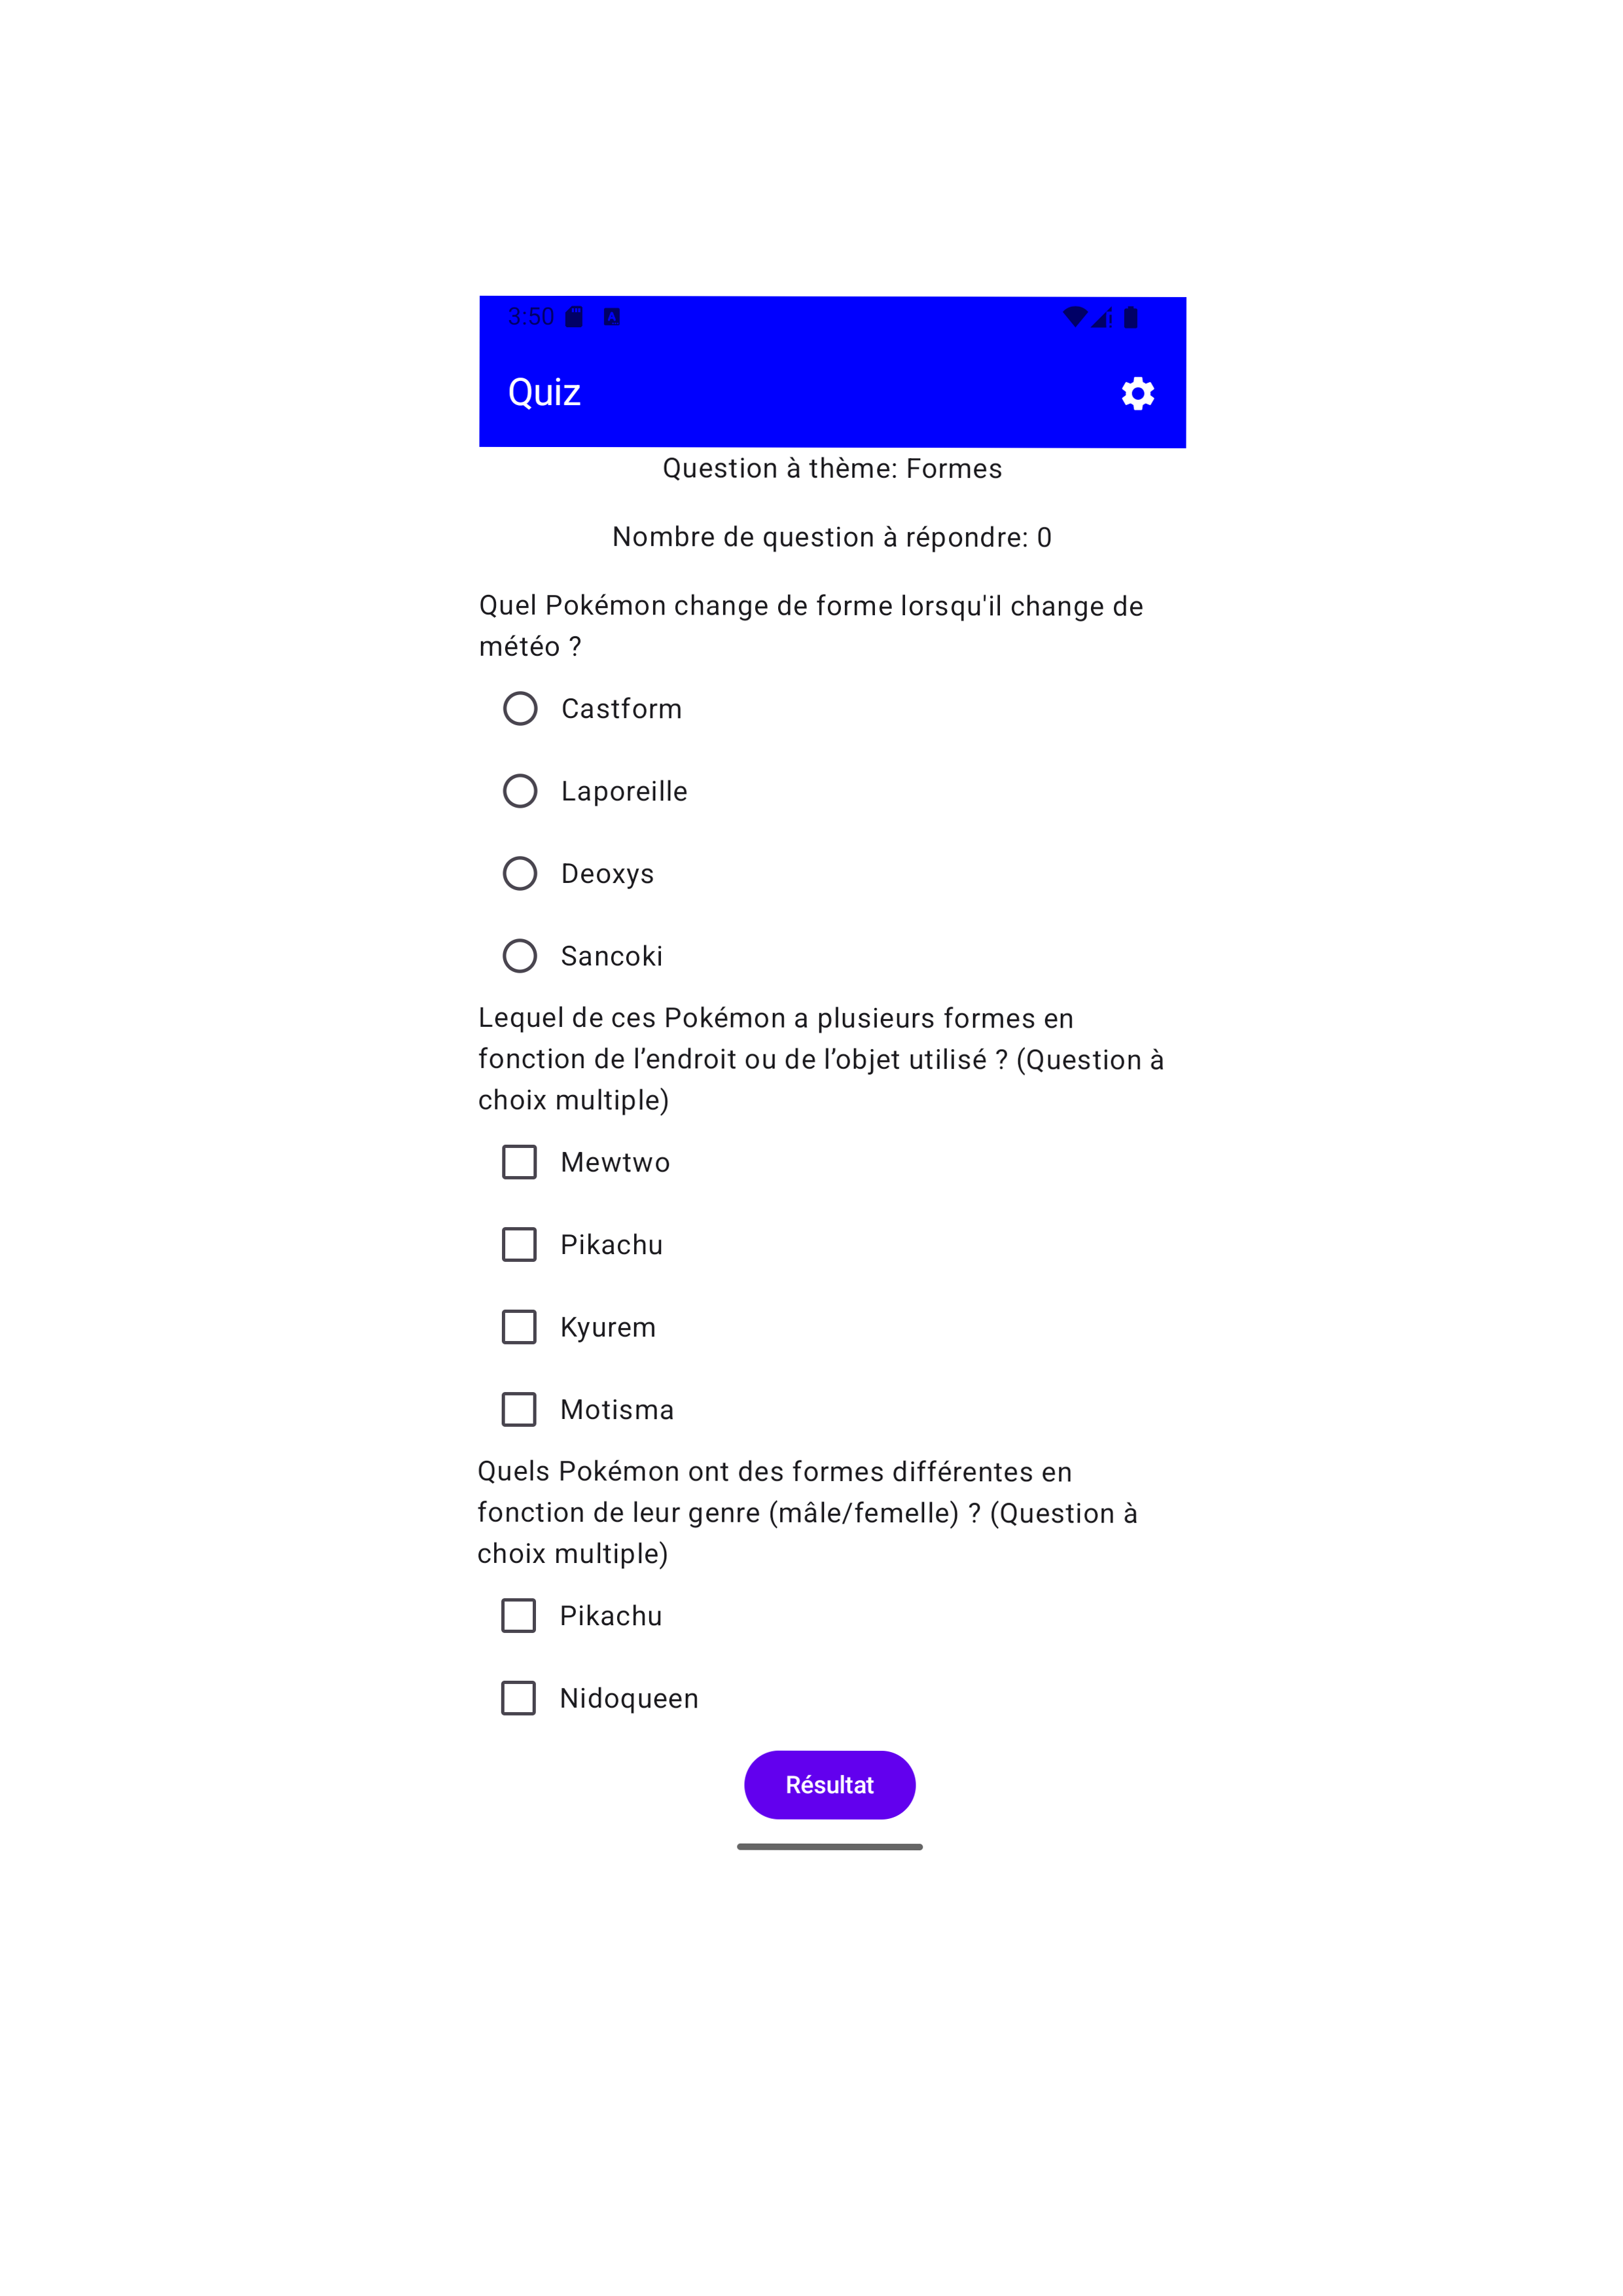 3:50
Quiz
Question à thème: Formes
Nombre de question à répondre: 0
Quel Pokémon change de forme lorsqu'il change de
météo ?
Castform
Laporeille
Deoxys
Sancoki
Lequel de ces Pokémon a plusieurs formes en
fonction de l’endroit ou de l’objet utilisé ? (Question à
choix multiple)
Mewtwo
Pikachu
Kyurem
Motisma
Quels Pokémon ont des formes différentes en
fonction de leur genre (mâle/femelle) ? (Question à
choix multiple)
Pikachu
Nidoqueen
Résultat